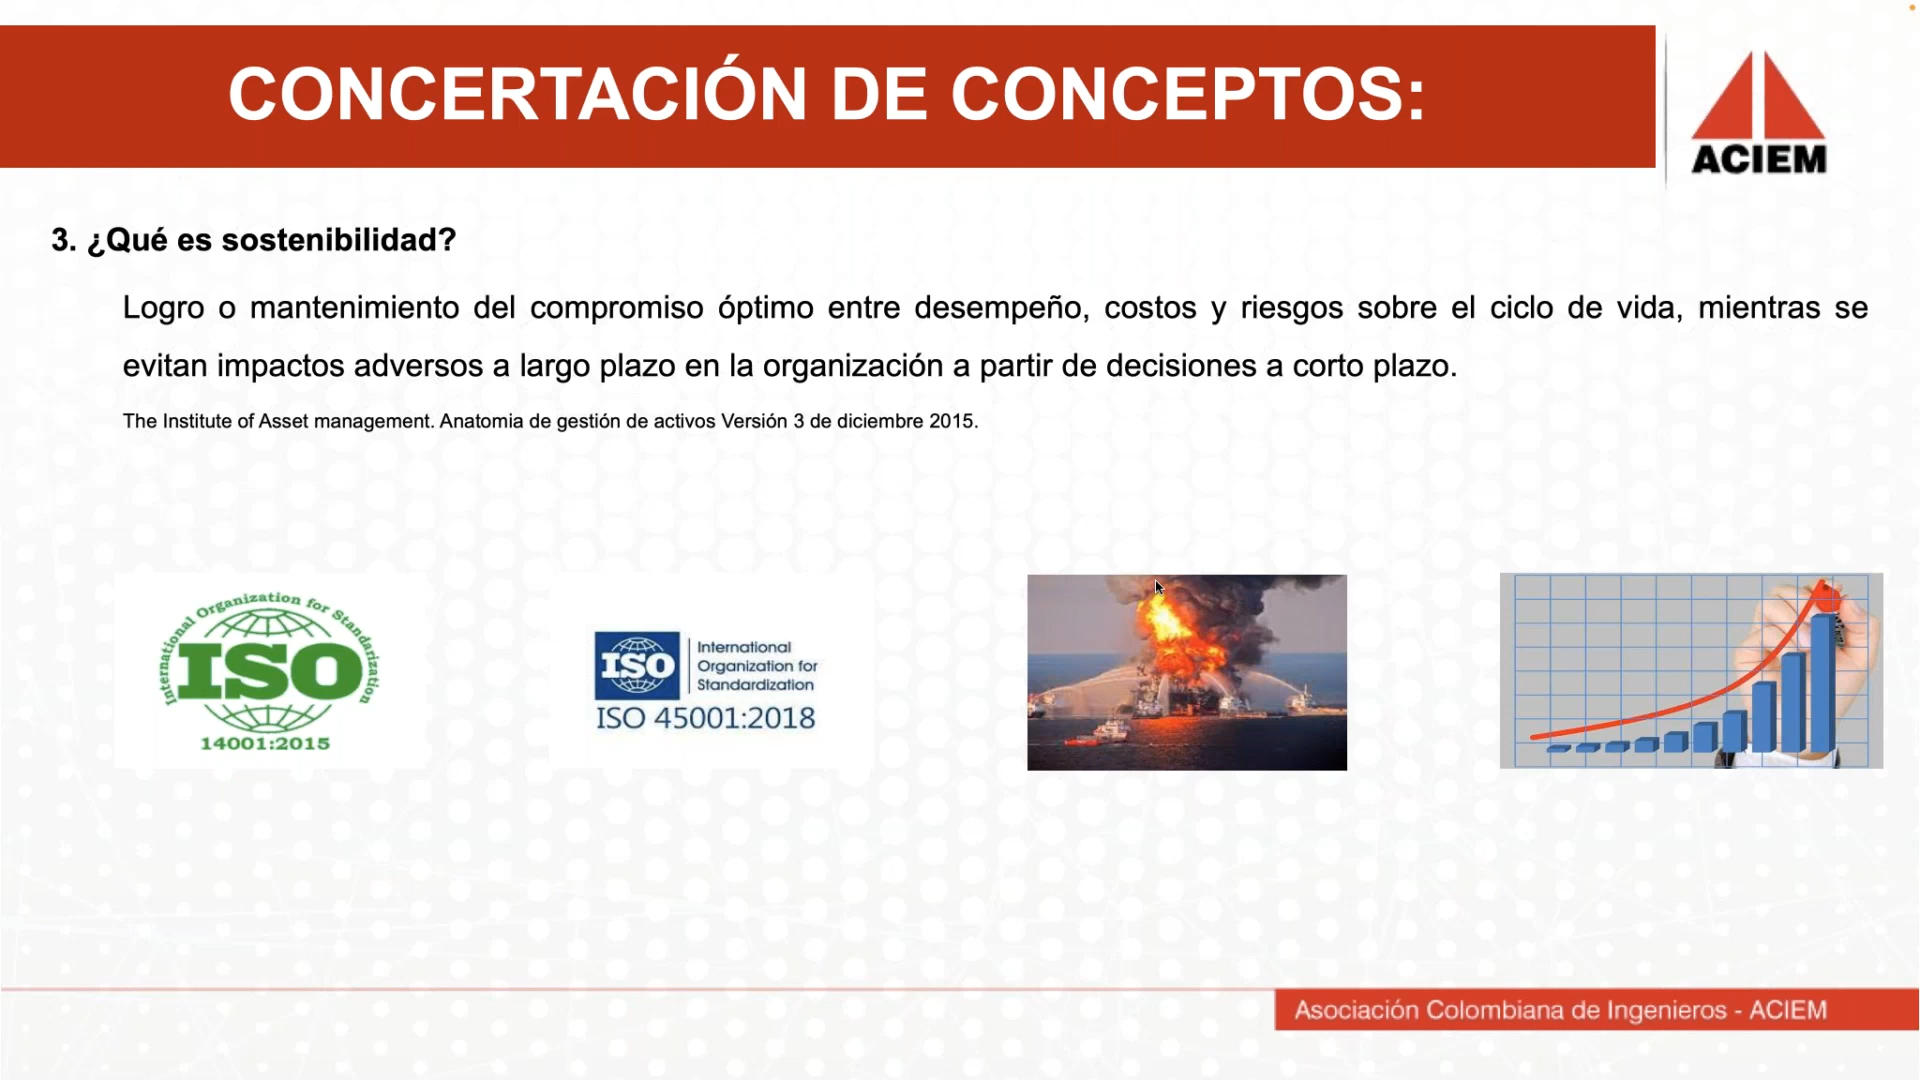 CONCERTACIÓN DE CONCEPTOS:
ACIEM
3. ¿Qué es sostenibilidad?
Logro o mantenimiento del compromiso óptimo entre desempeño, costos y riesgos sobre el ciclo de vida, mientras se
evitan impactos adversos a largo plazo en la organización a partir de decisiones a corto plazo.
The Institute of Asset management. Anatomia de gestión de activos Versión 3 de diciembre 2015.
International Organization for Standardization
ISO
14001:2015
ISO
International
Organization for
Standardization
ISO 45001:2018
Asociación Colombiana de Ingenieros - ACIEM